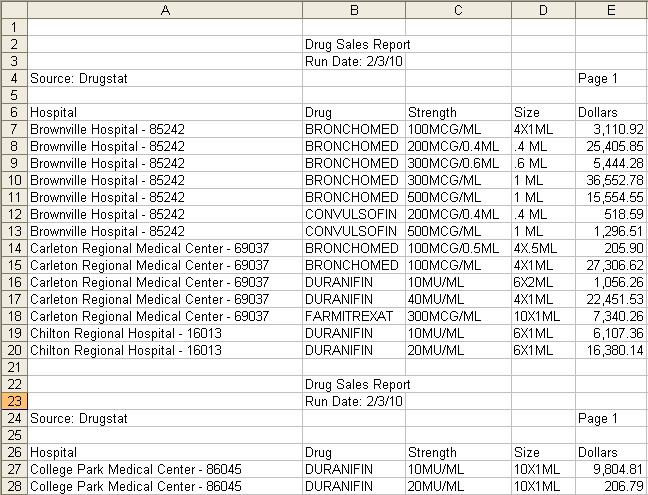 A B C D E
1
2 Drug Sales Report
3 Run Date: 2/3/10
4 Source: Drugstat Page 1
5
6 Hospital Drug Strength Size Dollars
7 Brownville Hospital - 85242 BRONCHOMED 100MCG/ML 4X1ML 3,110.92
8 Brownville Hospital - 85242 BRONCHOMED 200MCG/0.4ML .4 ML 25,405.85
9 Brownville Hospital - 85242 BRONCHOMED 300MCG/0.6ML .6 ML 5,444.28
10 Brownville Hospital - 85242 BRONCHOMED 300MCG/ML 1 ML 36,552.78
11 Brownville Hospital - 85242 BRONCHOMED 500MCG/ML 1 ML 15,554.55
12 Brownville Hospital - 85242 CONVULSOFIN 200MCG/0.4ML .4 ML 518.59
13 Brownville Hospital - 85242 CONVULSOFIN 500MCG/ML 1 ML 1,296.51
14 Carleton Regional Medical Center - 69037 BRONCHOMED 100MCG/0.5ML 4X.5ML 205.90
15 Carleton Regional Medical Center - 69037 BRONCHOMED 300MCG/ML 4X1ML 27,306.62
16 Carleton Regional Medical Center - 69037 DURANIFIN 10MU/ML 6X2ML 1,056.26
17 Carleton Regional Medical Center - 69037 DURANIFIN 40MU/ML 4X1ML 22,451.53
18 Carleton Regional Medical Center - 69037 FARMITREXAT 300MCG/ML 10X1ML 7,340.26
19 Chilton Regional Hospital - 16013 DURANIFIN 10MU/ML 6X1ML 6,107.36
20 Chilton Regional Hospital - 16013 DURANIFIN 20MU/ML 6X1ML 16,380.14
21
22 Drug Sales Report
23 Run Date: 2/3/10
24 Source: Drugstat Page 1
25
26 Hospital Drug Strength Size Dollars
27 College Park Medical Center - 86045 DURANIFIN 10MU/ML 10X1ML 9,804.81
28 College Park Medical Center - 86045 DURANIFIN 20MU/ML 10X1ML 206.79